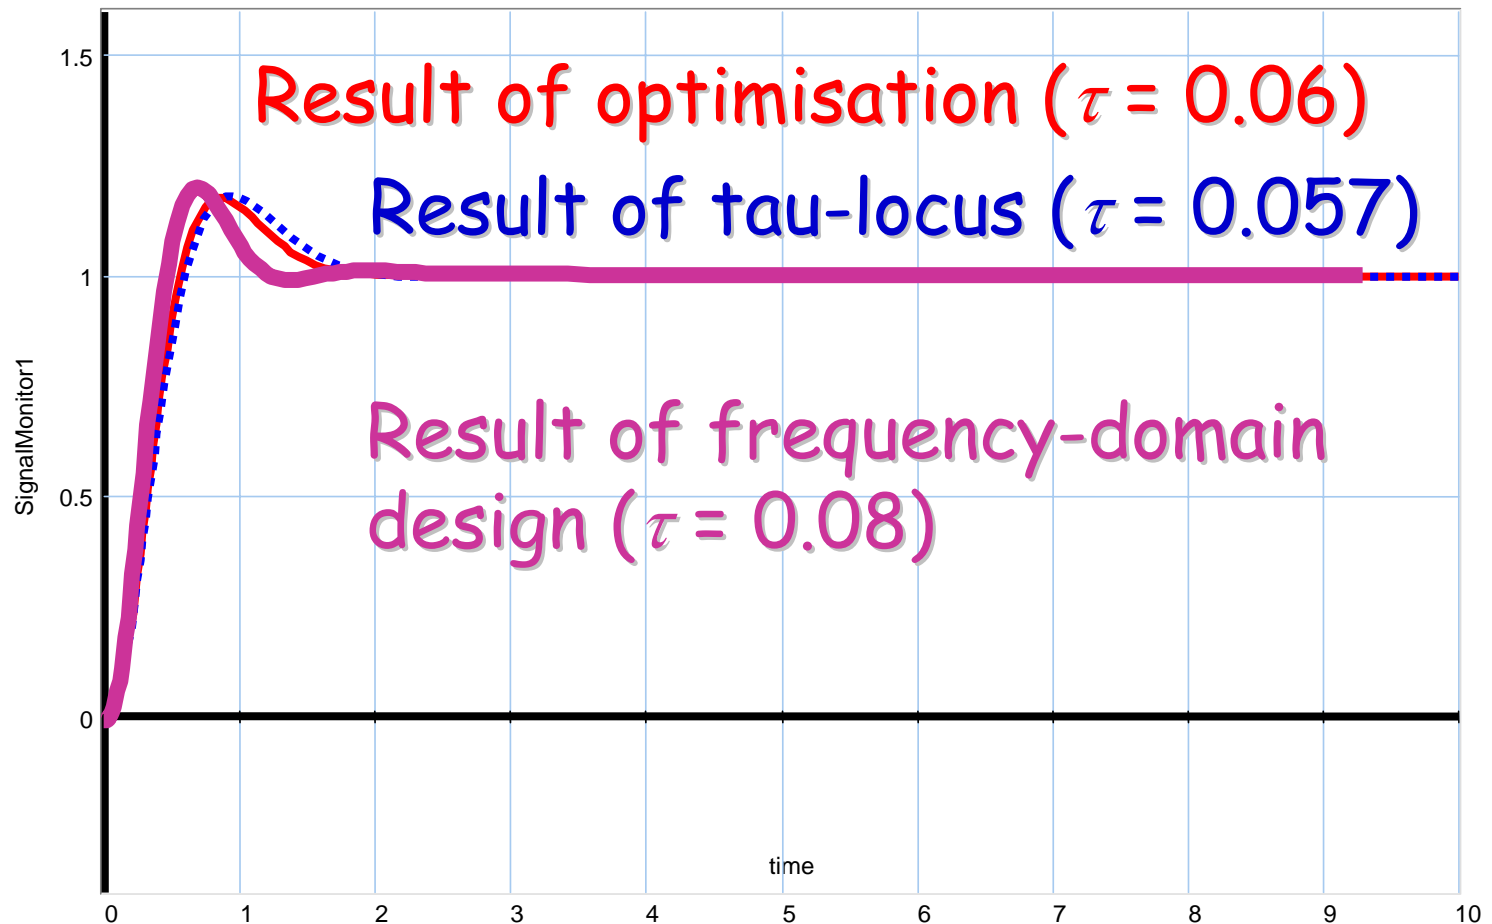 1.5
Result of optimisation (τ = 0.06)
Result of tau-locus (τ = 0.057)
1
Result of frequency-domain
design (τ = 0.08)
SignalMonitor1
0.5
0
time
0 1 2 3 4 5 6 7 8 9 10